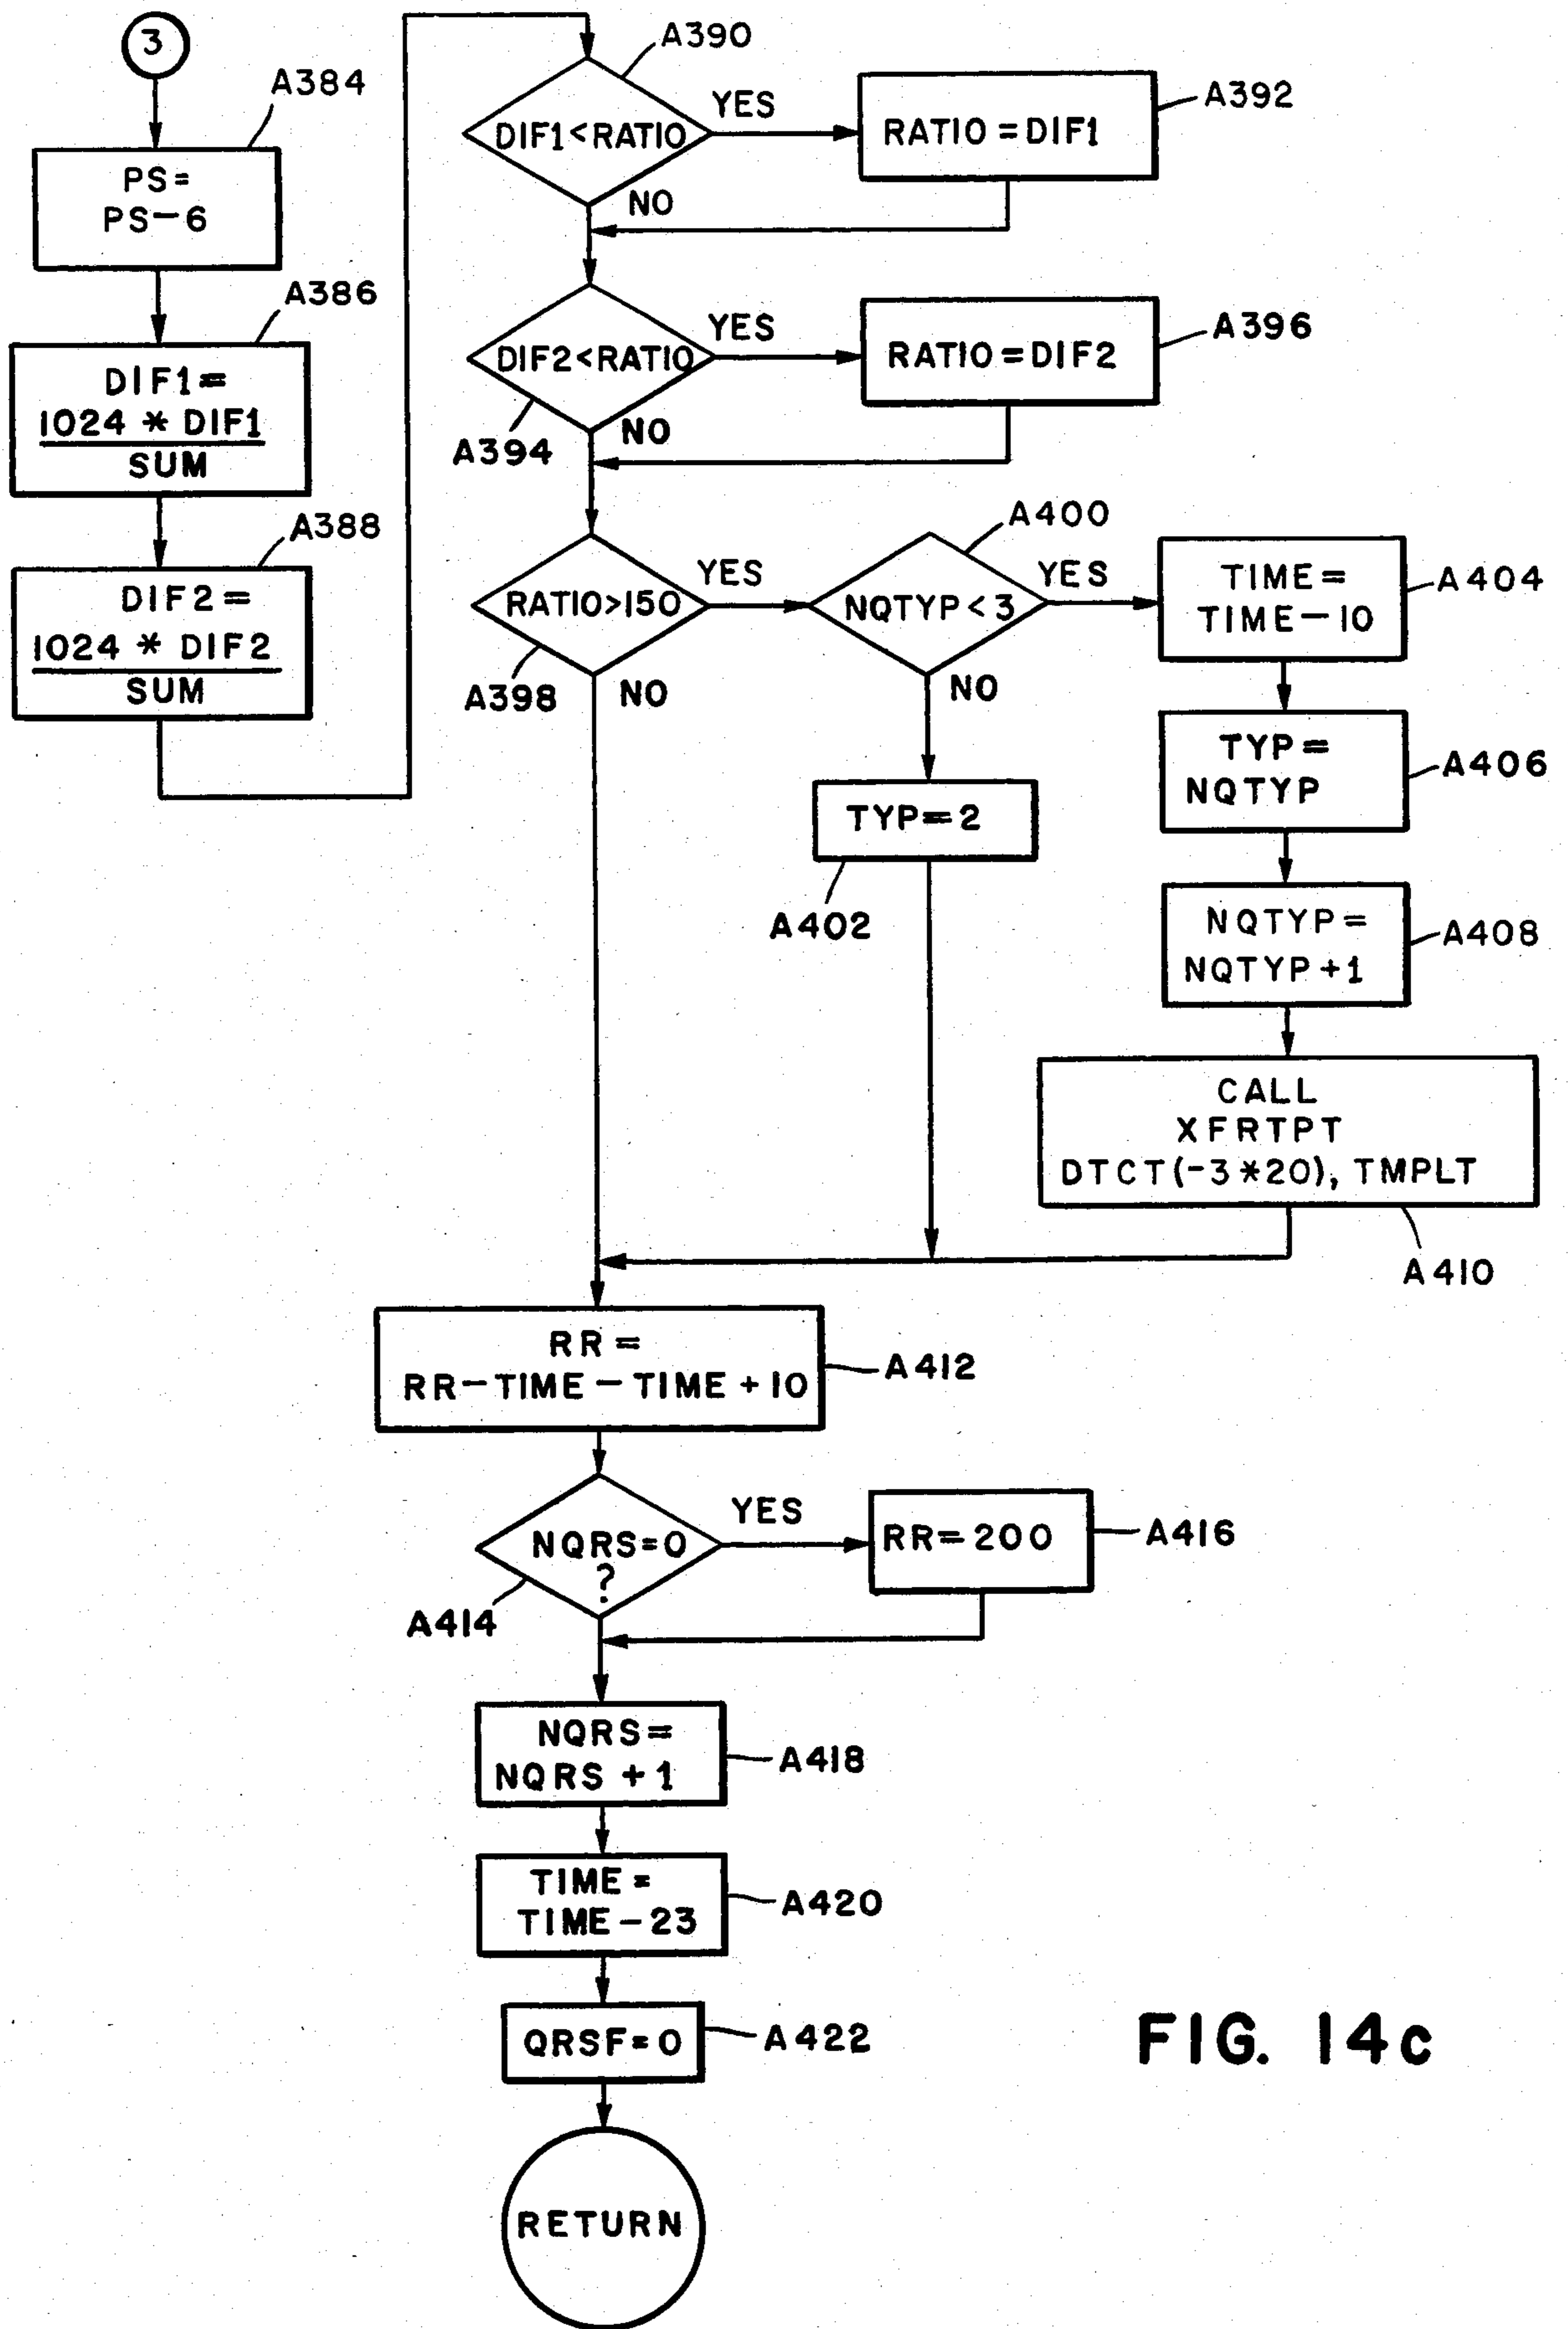 3
A384
PS=
PS-6
A386
DIF1=
1024 * DIF1
SUM
A388
DIF2=
1024 * DIF2
SUM
A390
DIF1<RATIO
YES
NO
A392
RATIO=DIF1
DIF2<RATIO
YES
NO
A394
RATIO=DIF2
A396
RATIO>150
YES
NO
A398
A400
NQTYP<3
YES
NO
TYP=2
A402
TIME=
TIME-10
A404
TYP=
NQTYP
A406
NQTYP=
NQTYP+1
A408
CALL
XFRTPT
DTCT(-3*20), TMPLT
A410
RR=
RR-TIME-TIME+10
A412
NQRS=0
?
YES
A414
RR=200
A416
NQRS=
NQRS+1
A418
TIME=
TIME-23
A420
QRSF=0
A422
RETURN
FIG. 14c